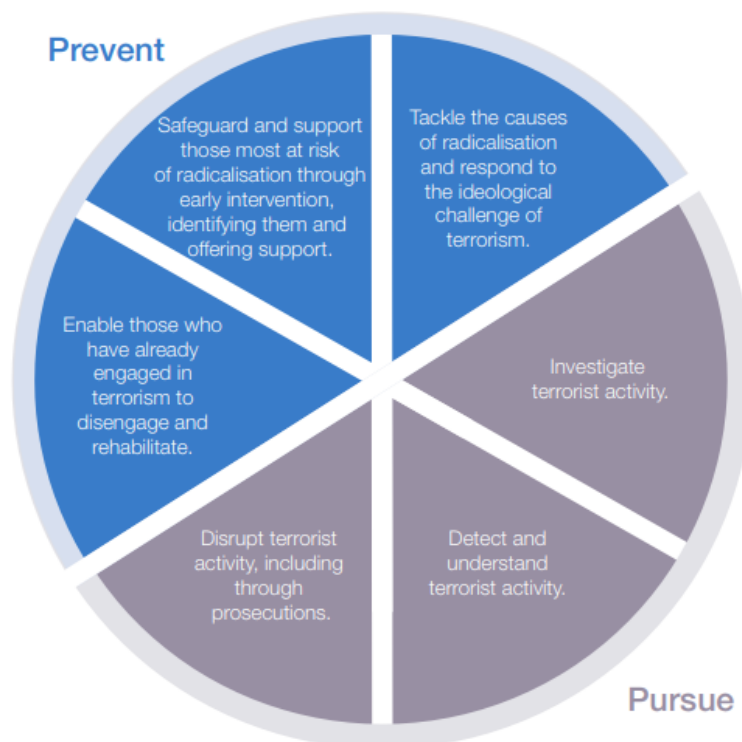 Prevent
Safeguard and support
those most at risk
of radicalisation through
early intervention,
identifying them and
offering support.
Tackle the causes
of radicalisation
and respond to
the ideological
challenge of
terrorism.
Enable those who
have already
engaged in
terrorism to
disengage and
rehabilitate.
Investigate
terrorist activity.
Disrupt terrorist
activity, including
through
prosecutions.
Detect and
understand
terrorist activity.
Pursue